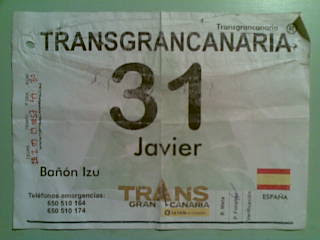 Transgrancanaria ®
TRANSGRANCANARIA
31
Javier
Bañón Izu
Teléfonos emergencias:
650 510 164
650 510 174
TRANS
GRAN CANARIA
ESPAÑA